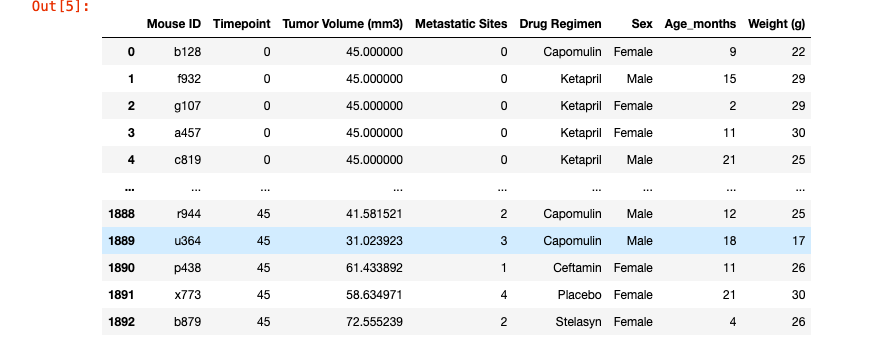 Out[5]:
Mouse ID Timepoint Tumor Volume (mm3) Metastatic Sites Drug Regimen Sex Age_months Weight (g)
0 b128 0 45.000000 0 Capomulin Female 9 22
1 f932 0 45.000000 0 Ketapril Male 15 29
2 g107 0 45.000000 0 Ketapril Female 2 29
3 a457 0 45.000000 0 Ketapril Female 11 30
4 c819 0 45.000000 0 Ketapril Male 21 25
... ... ... ... ... ... ... ... ...
1888 r944 45 41.581521 2 Capomulin Male 12 25
1889 u364 45 31.023923 3 Capomulin Male 18 17
1890 p438 45 61.433892 1 Ceftamin Female 11 26
1891 x773 45 58.634971 4 Placebo Female 21 30
1892 b879 45 72.555239 2 Stelasyn Female 4 26